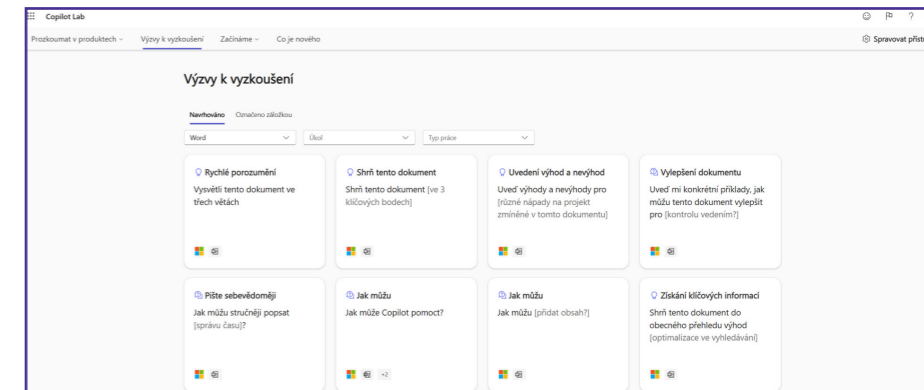 Copilot Lab
?
Prozkoumat v produktech Výzvy k vyzkoušení Začínáme Co je nového Spravovat příst
Výzvy k vyzkoušení
Navrhováno Označeno záložkou
Word Úkol Typ práce
Rychlé porozumění
Vysvětli tento dokument ve
třech větách
Shrň tento dokument
Shrň tento dokument [ve 3
klíčových bodech]
Uvedení výhod a nevýhod
Uveď výhody a nevýhody pro
[různé nápady na projekt
zmíněné v tomto dokumentu]
Vylepšení dokumentu
Uveď mi konkrétní příklady, jak
můžu tento dokument vylepšit
pro [kontrolu vedením?]
Pište sebevědoměji
Jak můžu stručněji popsat
[správu času]?
Jak můžu
Jak může Copilot pomoct?
+2
Jak můžu
Jak můžu [přidat obsah?]
Získání klíčových informací
Shrň tento dokument do
obecného přehledu výhod
[optimalizace ve vyhledávání]